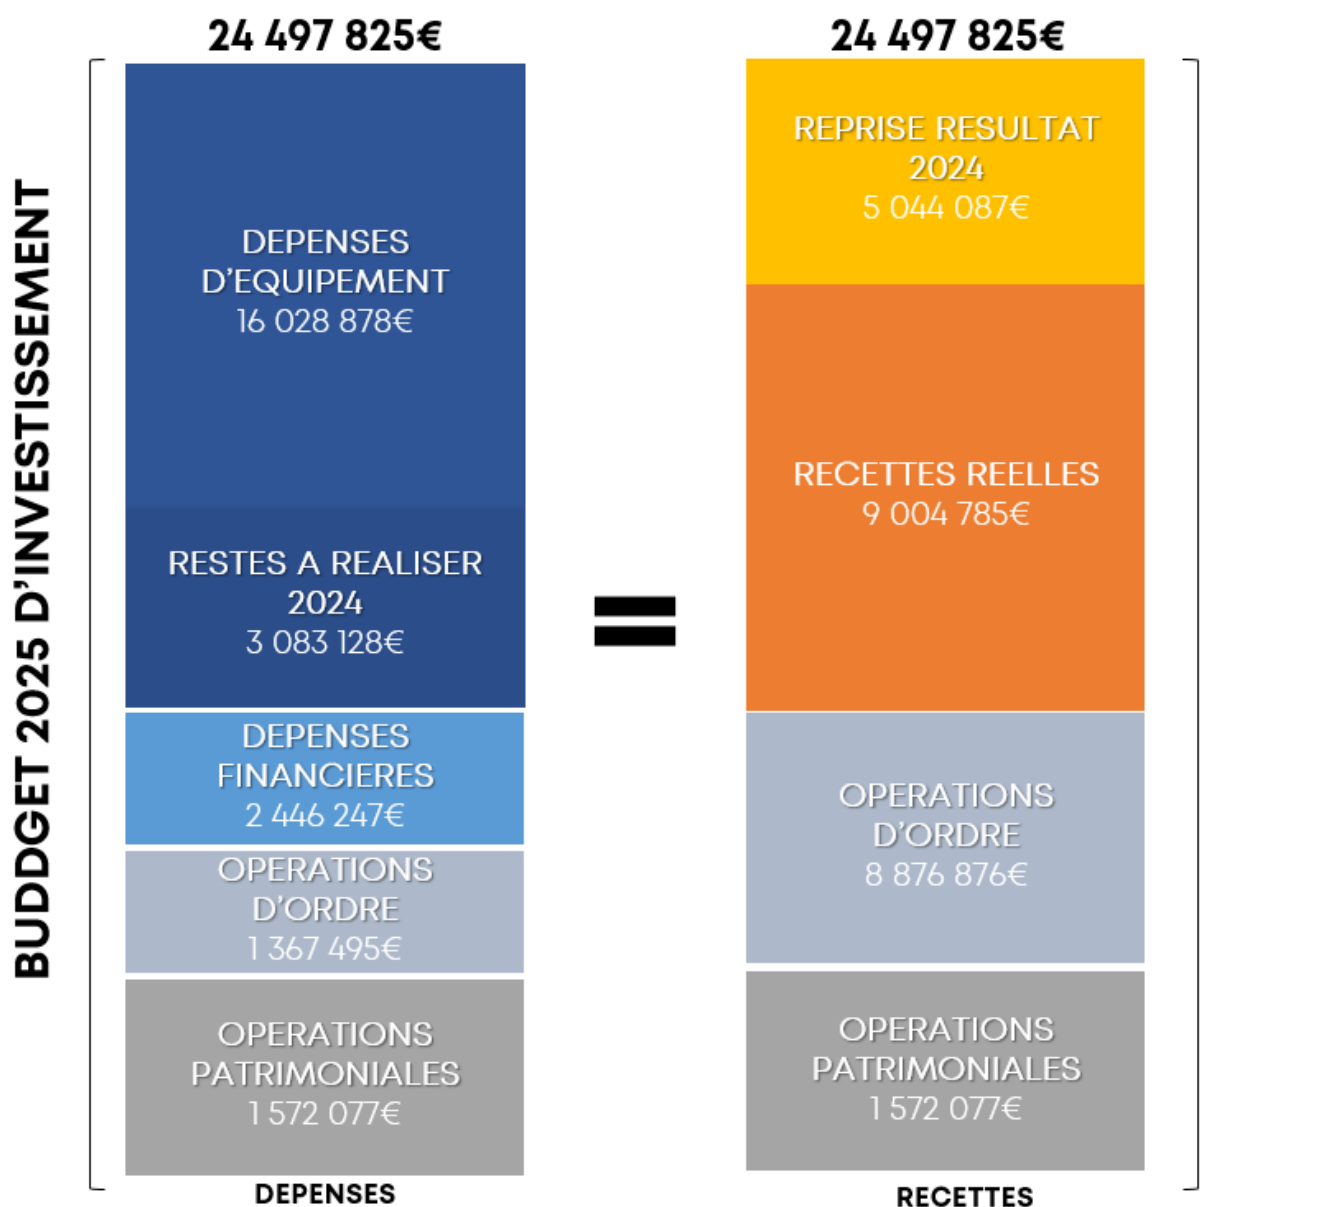 BUDGET 2025 D'INVESTISSEMENT
24 497 825€
DEPENSES
D'EQUIPEMENT
16 028 878€
RESTES A REALISER
2024
3 083 128€
DEPENSES
FINANCIERES
2 446 247€
OPERATIONS
D'ORDRE
1 367 495€
OPERATIONS
PATRIMONIALES
1 572 077€
DEPENSES
=
24 497 825€
REPRISE RESULTAT
2024
5 044 087€
RECETTES REELLES
9 004 785€
OPERATIONS
D'ORDRE
8 876 876€
OPERATIONS
PATRIMONIALES
1 572 077€
RECETTES